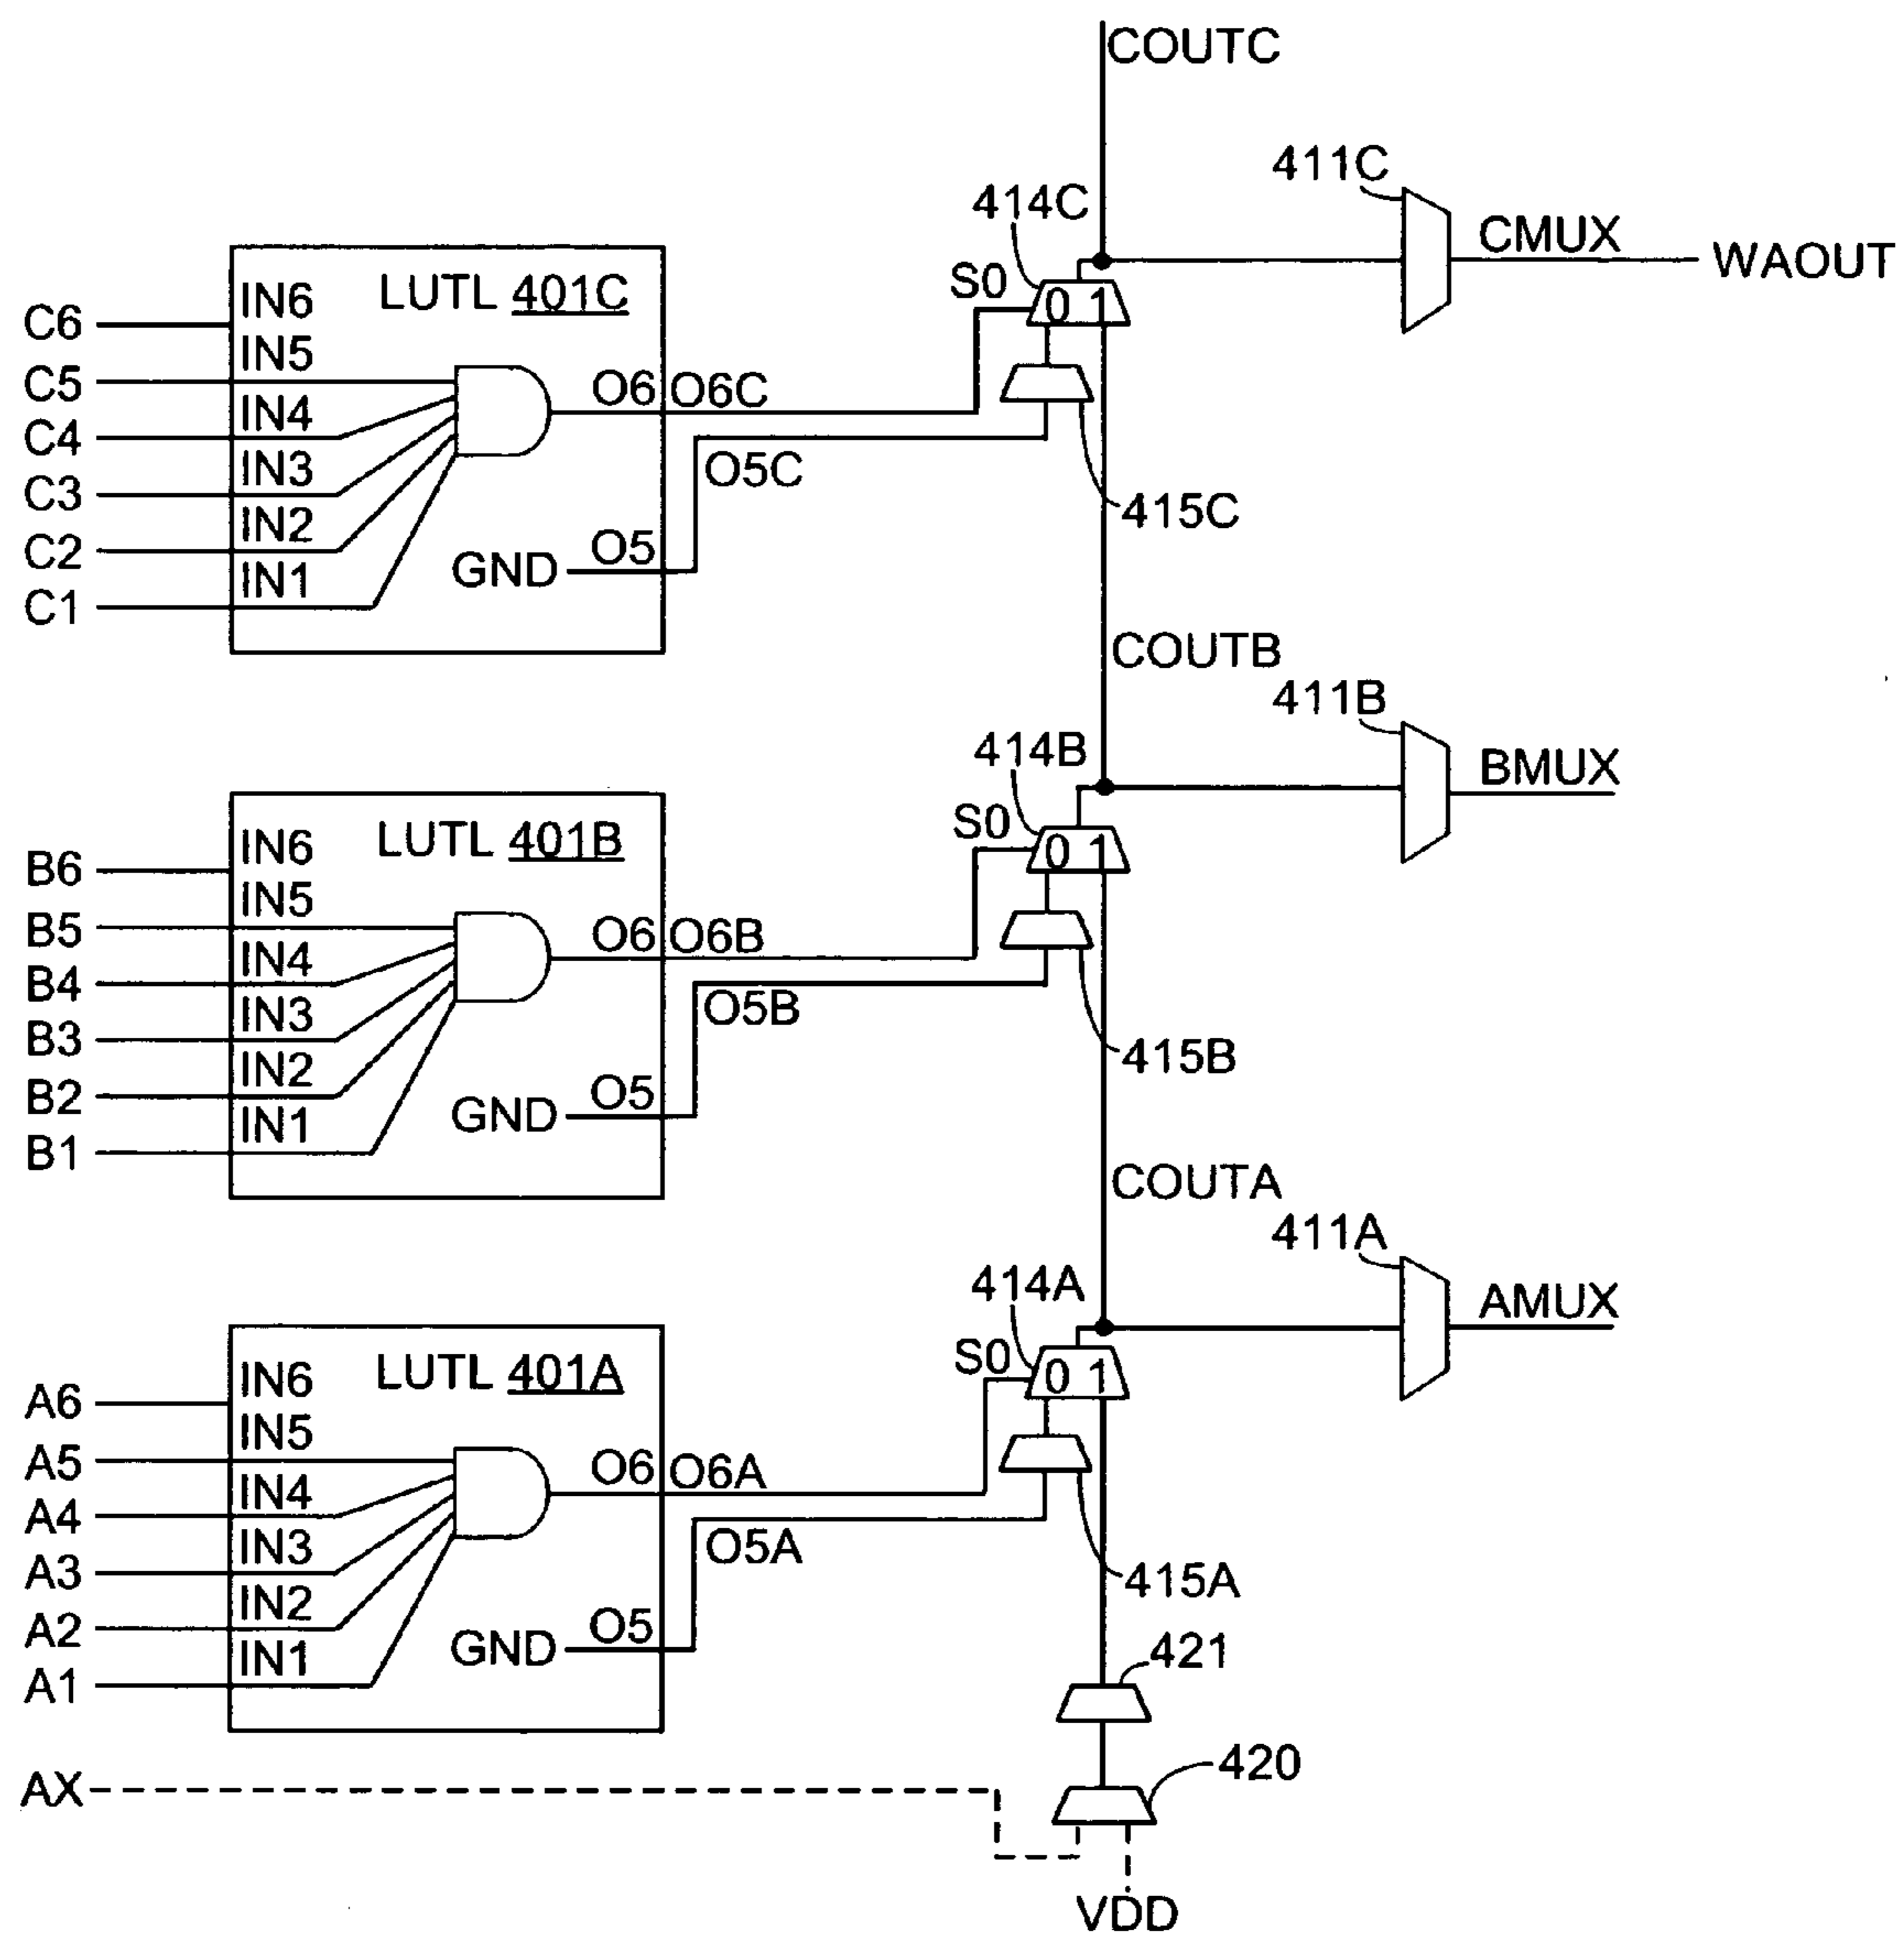 COUTC
411C
414C
CMUX
WAOUT
S0
0 1
LUTL 401C
C6
IN6
C5
IN5
C4
IN4
C3
IN3
C2
IN2
C1
IN1
O6
O6C
O5C
GND
O5
415C
COUTB
411B
414B
BMUX
S0
0 1
LUTL 401B
B6
IN6
B5
IN5
B4
IN4
B3
IN3
B2
IN2
B1
IN1
O6
O6B
O5B
GND
O5
415B
COUTA
411A
414A
AMUX
S0
0 1
LUTL 401A
A6
IN6
A5
IN5
A4
IN4
A3
IN3
A2
IN2
A1
IN1
O6
O6A
O5A
GND
O5
415A
421
420
AX
VDD